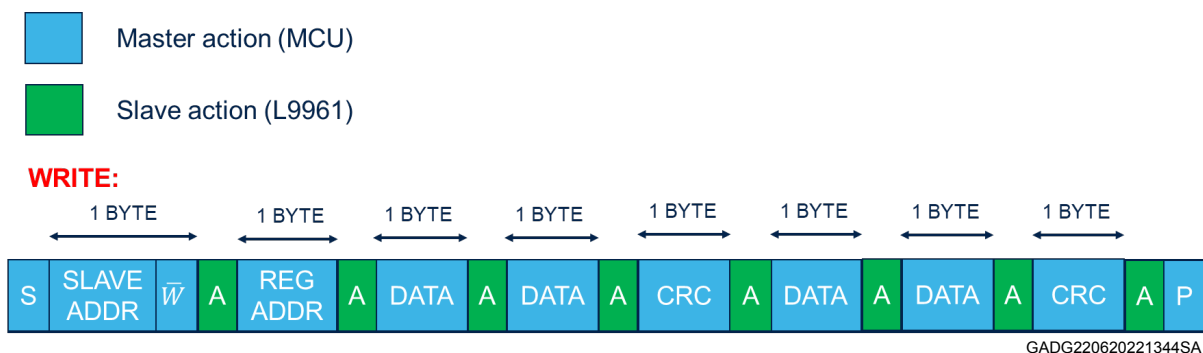 Master action (MCU)
Slave action (L9961)
WRITE:
1 BYTE 1 BYTE 1 BYTE 1 BYTE 1 BYTE 1 BYTE 1 BYTE 1 BYTE
S SLAVE ADDR W̅ A REG ADDR A DATA A DATA A CRC A DATA A DATA A CRC A P
GADG220620221344SA